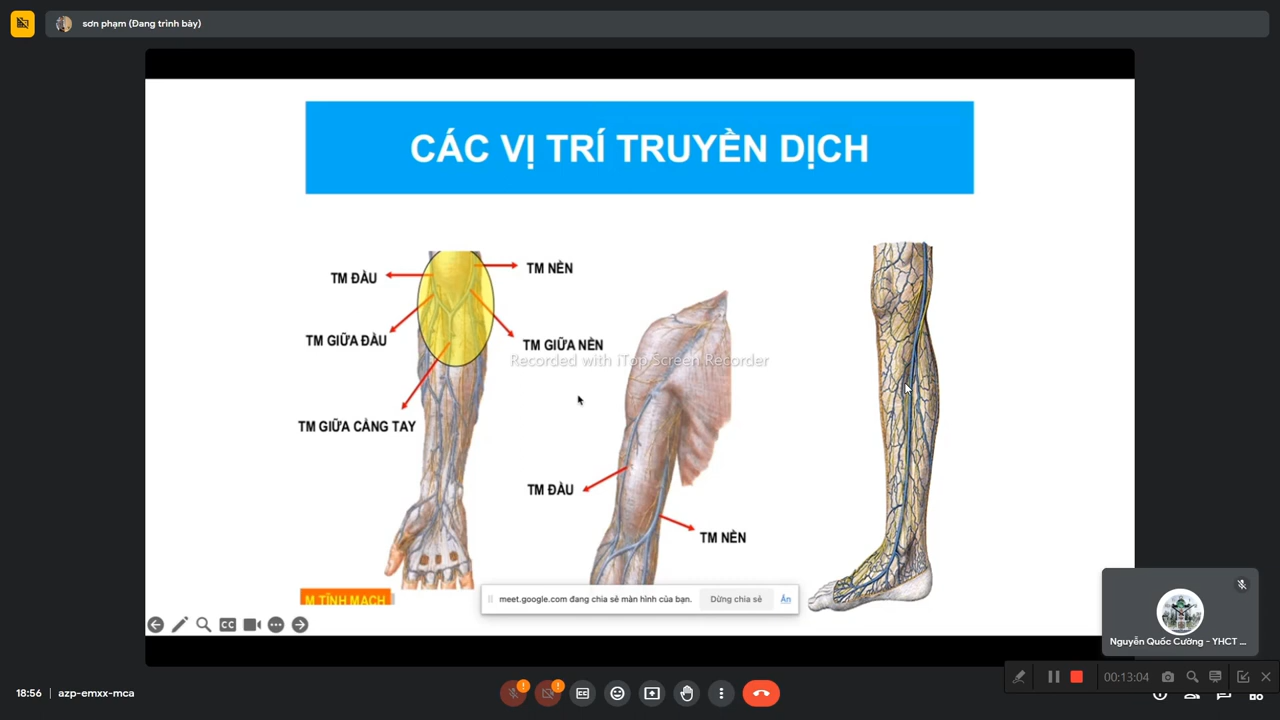 sơn phạm (Đang trình bày)
CÁC VỊ TRÍ TRUYỀN DỊCH
TM ĐẦU
TM NỀN
TM GIỮA ĐẦU
TM GIỮA NỀN
Recorded with iTop Screen Recorder
TM GIỮA CẲNG TAY
TM ĐẦU
TM NỀN
M TĨNH MẠCH
meet.google.com đang chia sẻ màn hình của bạn.
Dừng chia sẻ
Ẩn
CC
Nguyễn Quốc Cường - YHCT ...
00:13:04
18:56
azp-emxx-mca